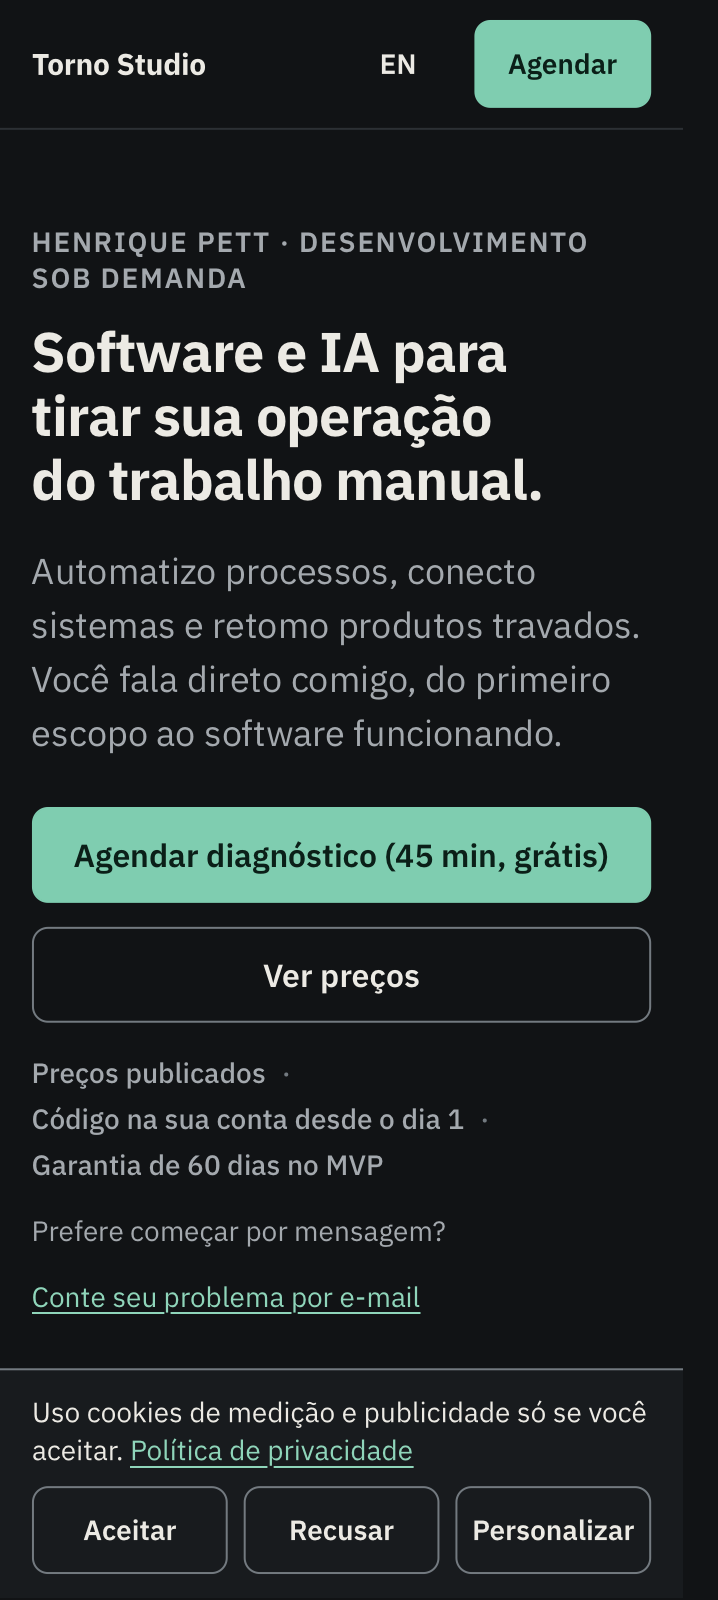 Torno Studio
EN
Agendar
HENRIQUE PETT · DESENVOLVIMENTO
SOB DEMANDA
Software e IA para
tirar sua operação
do trabalho manual.
Automatizo processos, conecto
sistemas e retomo produtos travados.
Você fala direto comigo, do primeiro
escopo ao software funcionando.
Agendar diagnóstico (45 min, grátis)
Ver preços
Preços publicados ·
Código na sua conta desde o dia 1 ·
Garantia de 60 dias no MVP
Prefere começar por mensagem?
Conte seu problema por e-mail
Uso cookies de medição e publicidade só se você
aceitar. Política de privacidade
Aceitar
Recusar
Personalizar